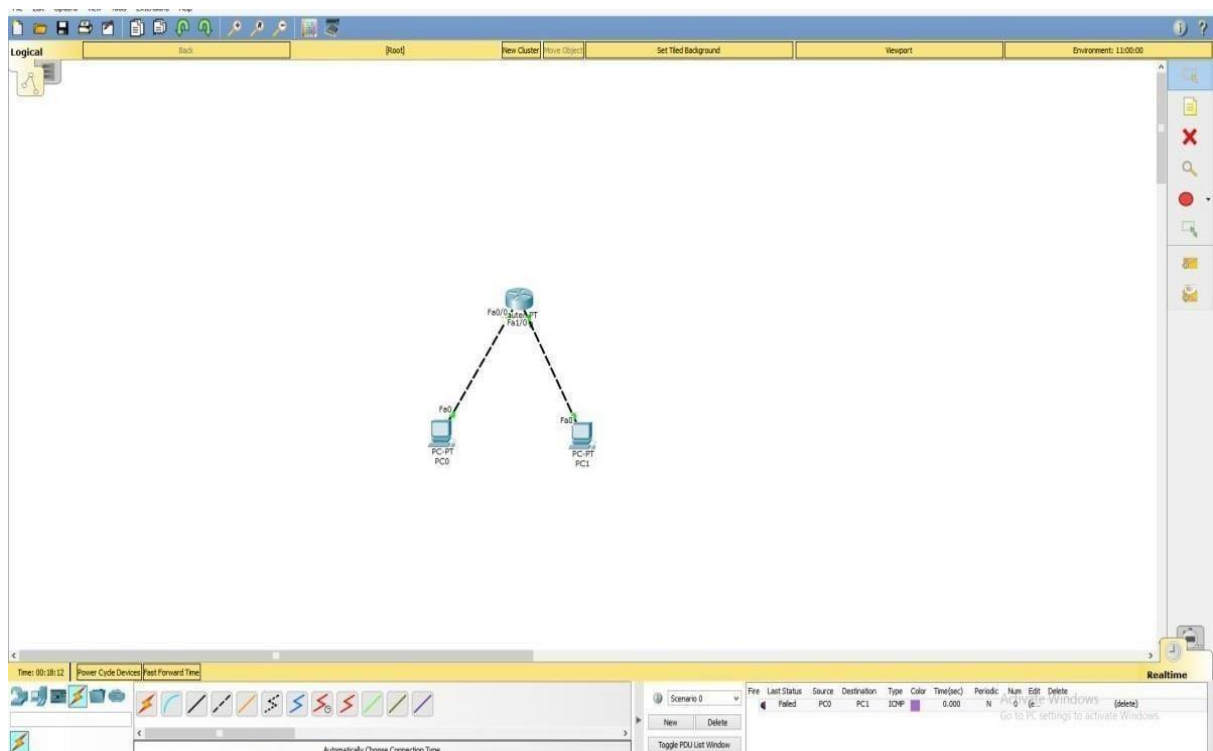 Logical
Back
[Root]
New Cluster
Move Object
Set Tiled Background
Viewport
Environment: 11:00:00
Fa0/0
Fa1/0
Fa0
Fa0
PC-PT
PC0
PC-PT
PC1
Time: 00:18:12
Power Cycle Devices
Fast Forward Time
Realtime
Scenario 0
Fire Last Status Source Destination Type Color Time(sec) Periodic Num Edit Delete
Failed PC0 PC1 ICMP 0.000 N 0 (e... (delete)
New
Delete
Toggle PDU List Window
Automatically Choose Connection Type
Activate Windows
Go to PC settings to activate Windows.